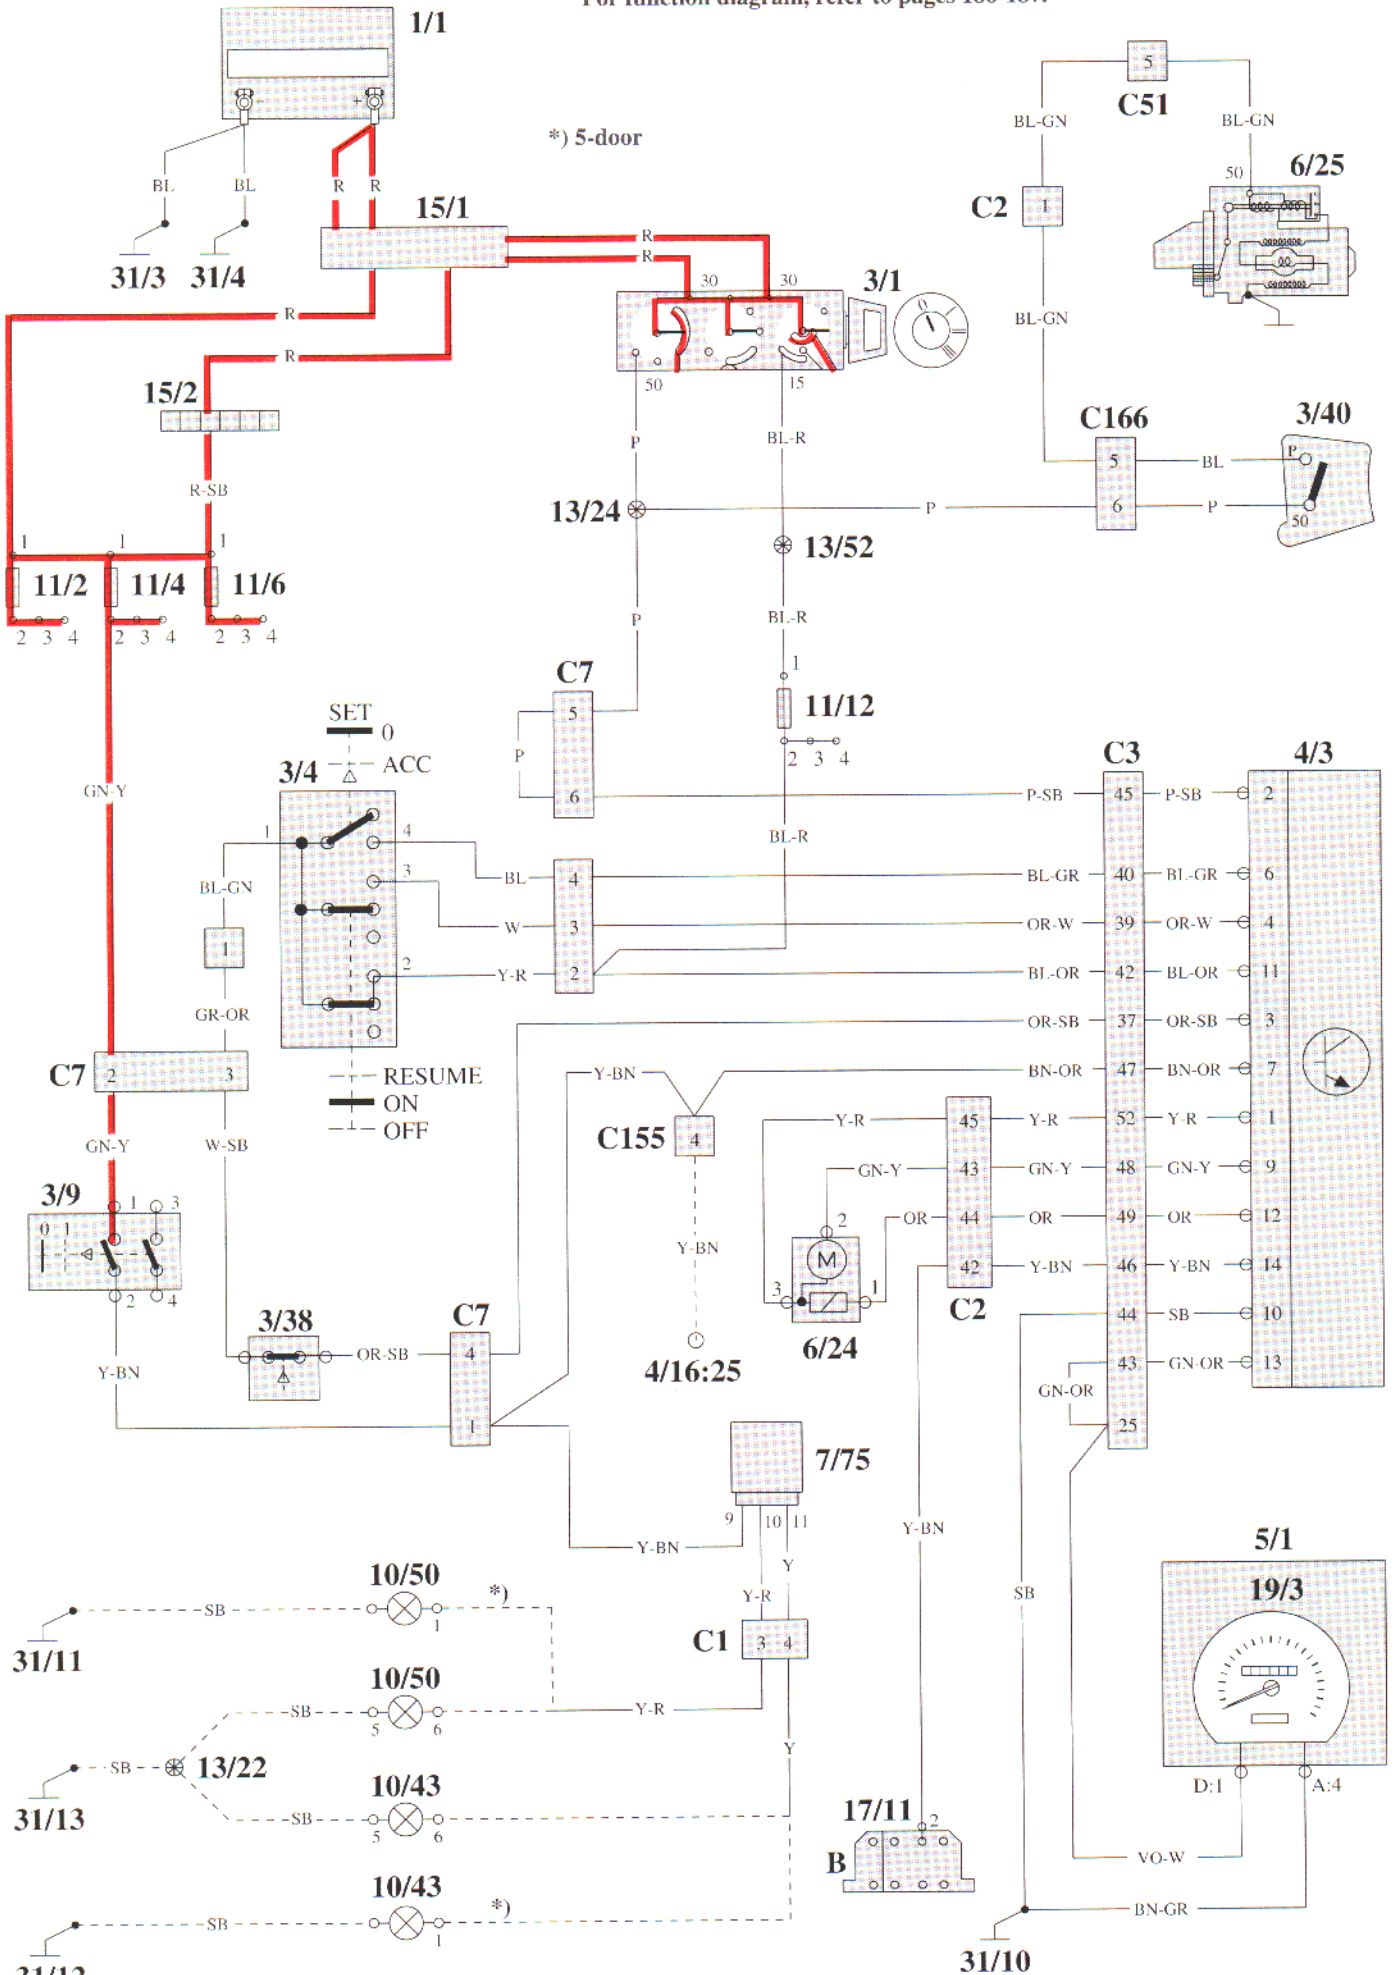 For function diagram, refer to pages 186-187.
1/1
- +
*) 5-door
5
C51
BL-GN BL-GN
BL BL R R
50 6/25
15/1
C2 1
R
R
31/3 31/4
30 30 3/1
0
R
BL-GN
R
50 15
15/2
C166 3/40
P BL-R
5 BL P
R-SB
13/24 P 6 P 50
1 1 1
13/52
11/2 11/4 11/6
2 3 4 2 3 4 2 3 4
P BL-R
1
C7
5
11/12
SET
0
P
2 3 4
C3 4/3
ACC
3/4
GN-Y
6 P-SB 45 P-SB 2
1 4
BL-R
3
BL 4 BL-GR 40 BL-GR 6
BL-GN
W 3 OR-W 39 OR-W 4
1
2
Y-R 2 BL-OR 42 BL-OR 11
GR-OR
OR-SB 37 OR-SB 3
C7 2 3
RESUME
Y-BN BN-OR 47 BN-OR 7
ON
OFF
C155 4
Y-R 45 Y-R 52 Y-R 1
GN-Y W-SB
GN-Y 43 GN-Y 48 GN-Y 9
3/9
1 3
0 1
2
OR 44 OR 49 OR 12
Y-BN
M
42 Y-BN 46 Y-BN 14
2 4
3 1
C2
44 SB 10
3/38 C7
6/24
OR-SB 4
4/16:25
43 GN-OR 13
Y-BN
GN-OR
1
25
7/75
9 10 11
Y-BN
Y-BN
5/1
Y
19/3
10/50
*)
Y-R
SB
SB
1
31/11
C1 3 4
10/50
SB
5 6
Y-R
SB 13/22
Y
D:1 A:4
31/13
10/43
SB
5 6
17/11
2
B
VO-W
10/43
*)
SB
1
BN-GR
31/10
31/12